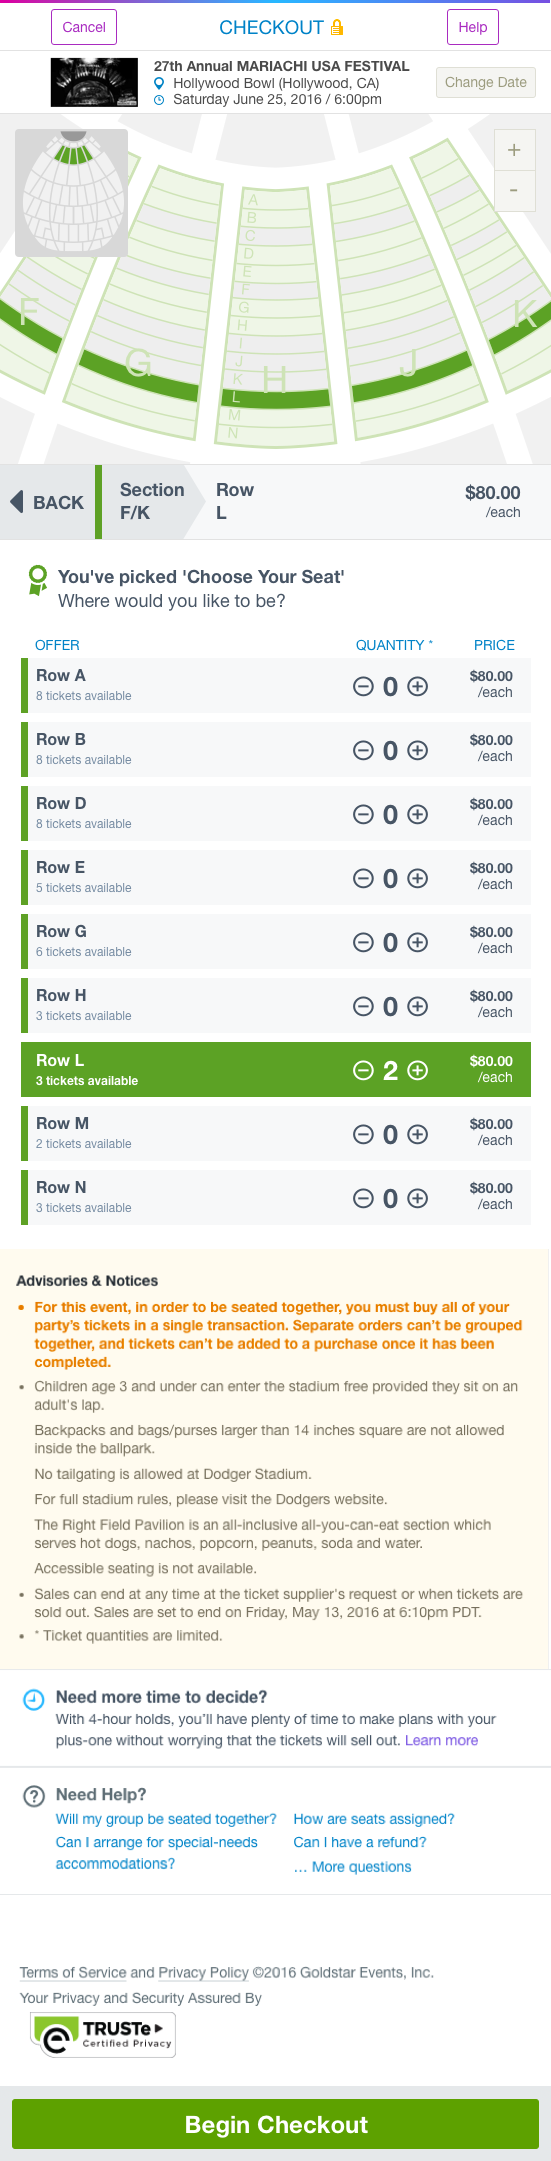 Cancel
CHECKOUT
Help
27th Annual MARIACHI USA FESTIVAL
Hollywood Bowl (Hollywood, CA)
Saturday June 25, 2016 / 6:00pm
Change Date
+
-
A
B
C
D
E
F
G
H
I
J
K
L
M
N
F
G
H
J
K
BACK
Section
F/K
Row
L
$80.00
/each
You've picked 'Choose Your Seat'
Where would you like to be?
OFFER QUANTITY * PRICE
Row A
8 tickets available
0
$80.00
/each
Row B
8 tickets available
0
$80.00
/each
Row D
8 tickets available
0
$80.00
/each
Row E
5 tickets available
0
$80.00
/each
Row G
6 tickets available
0
$80.00
/each
Row H
3 tickets available
0
$80.00
/each
Row L
3 tickets available
2
$80.00
/each
Row M
2 tickets available
0
$80.00
/each
Row N
3 tickets available
0
$80.00
/each
Advisories & Notices
• For this event, in order to be seated together, you must buy all of your
party's tickets in a single transaction. Separate orders can't be grouped
together, and tickets can't be added to a purchase once it has been
completed.
• Children age 3 and under can enter the stadium free provided they sit on an
adult's lap.
Backpacks and bags/purses larger than 14 inches square are not allowed
inside the ballpark.
No tailgating is allowed at Dodger Stadium.
For full stadium rules, please visit the Dodgers website.
The Right Field Pavilion is an all-inclusive all-you-can-eat section which
serves hot dogs, nachos, popcorn, peanuts, soda and water.
Accessible seating is not available.
• Sales can end at any time at the ticket supplier's request or when tickets are
sold out. Sales are set to end on Friday, May 13, 2016 at 6:10pm PDT.
• * Ticket quantities are limited.
Need more time to decide?
With 4-hour holds, you'll have plenty of time to make plans with your
plus-one without worrying that the tickets will sell out. Learn more
Need Help?
Will my group be seated together?
Can I arrange for special-needs
accommodations?
How are seats assigned?
Can I have a refund?
... More questions
Terms of Service and Privacy Policy ©2016 Goldstar Events, Inc.
Your Privacy and Security Assured By
TRUSTe
Certified Privacy
Begin Checkout